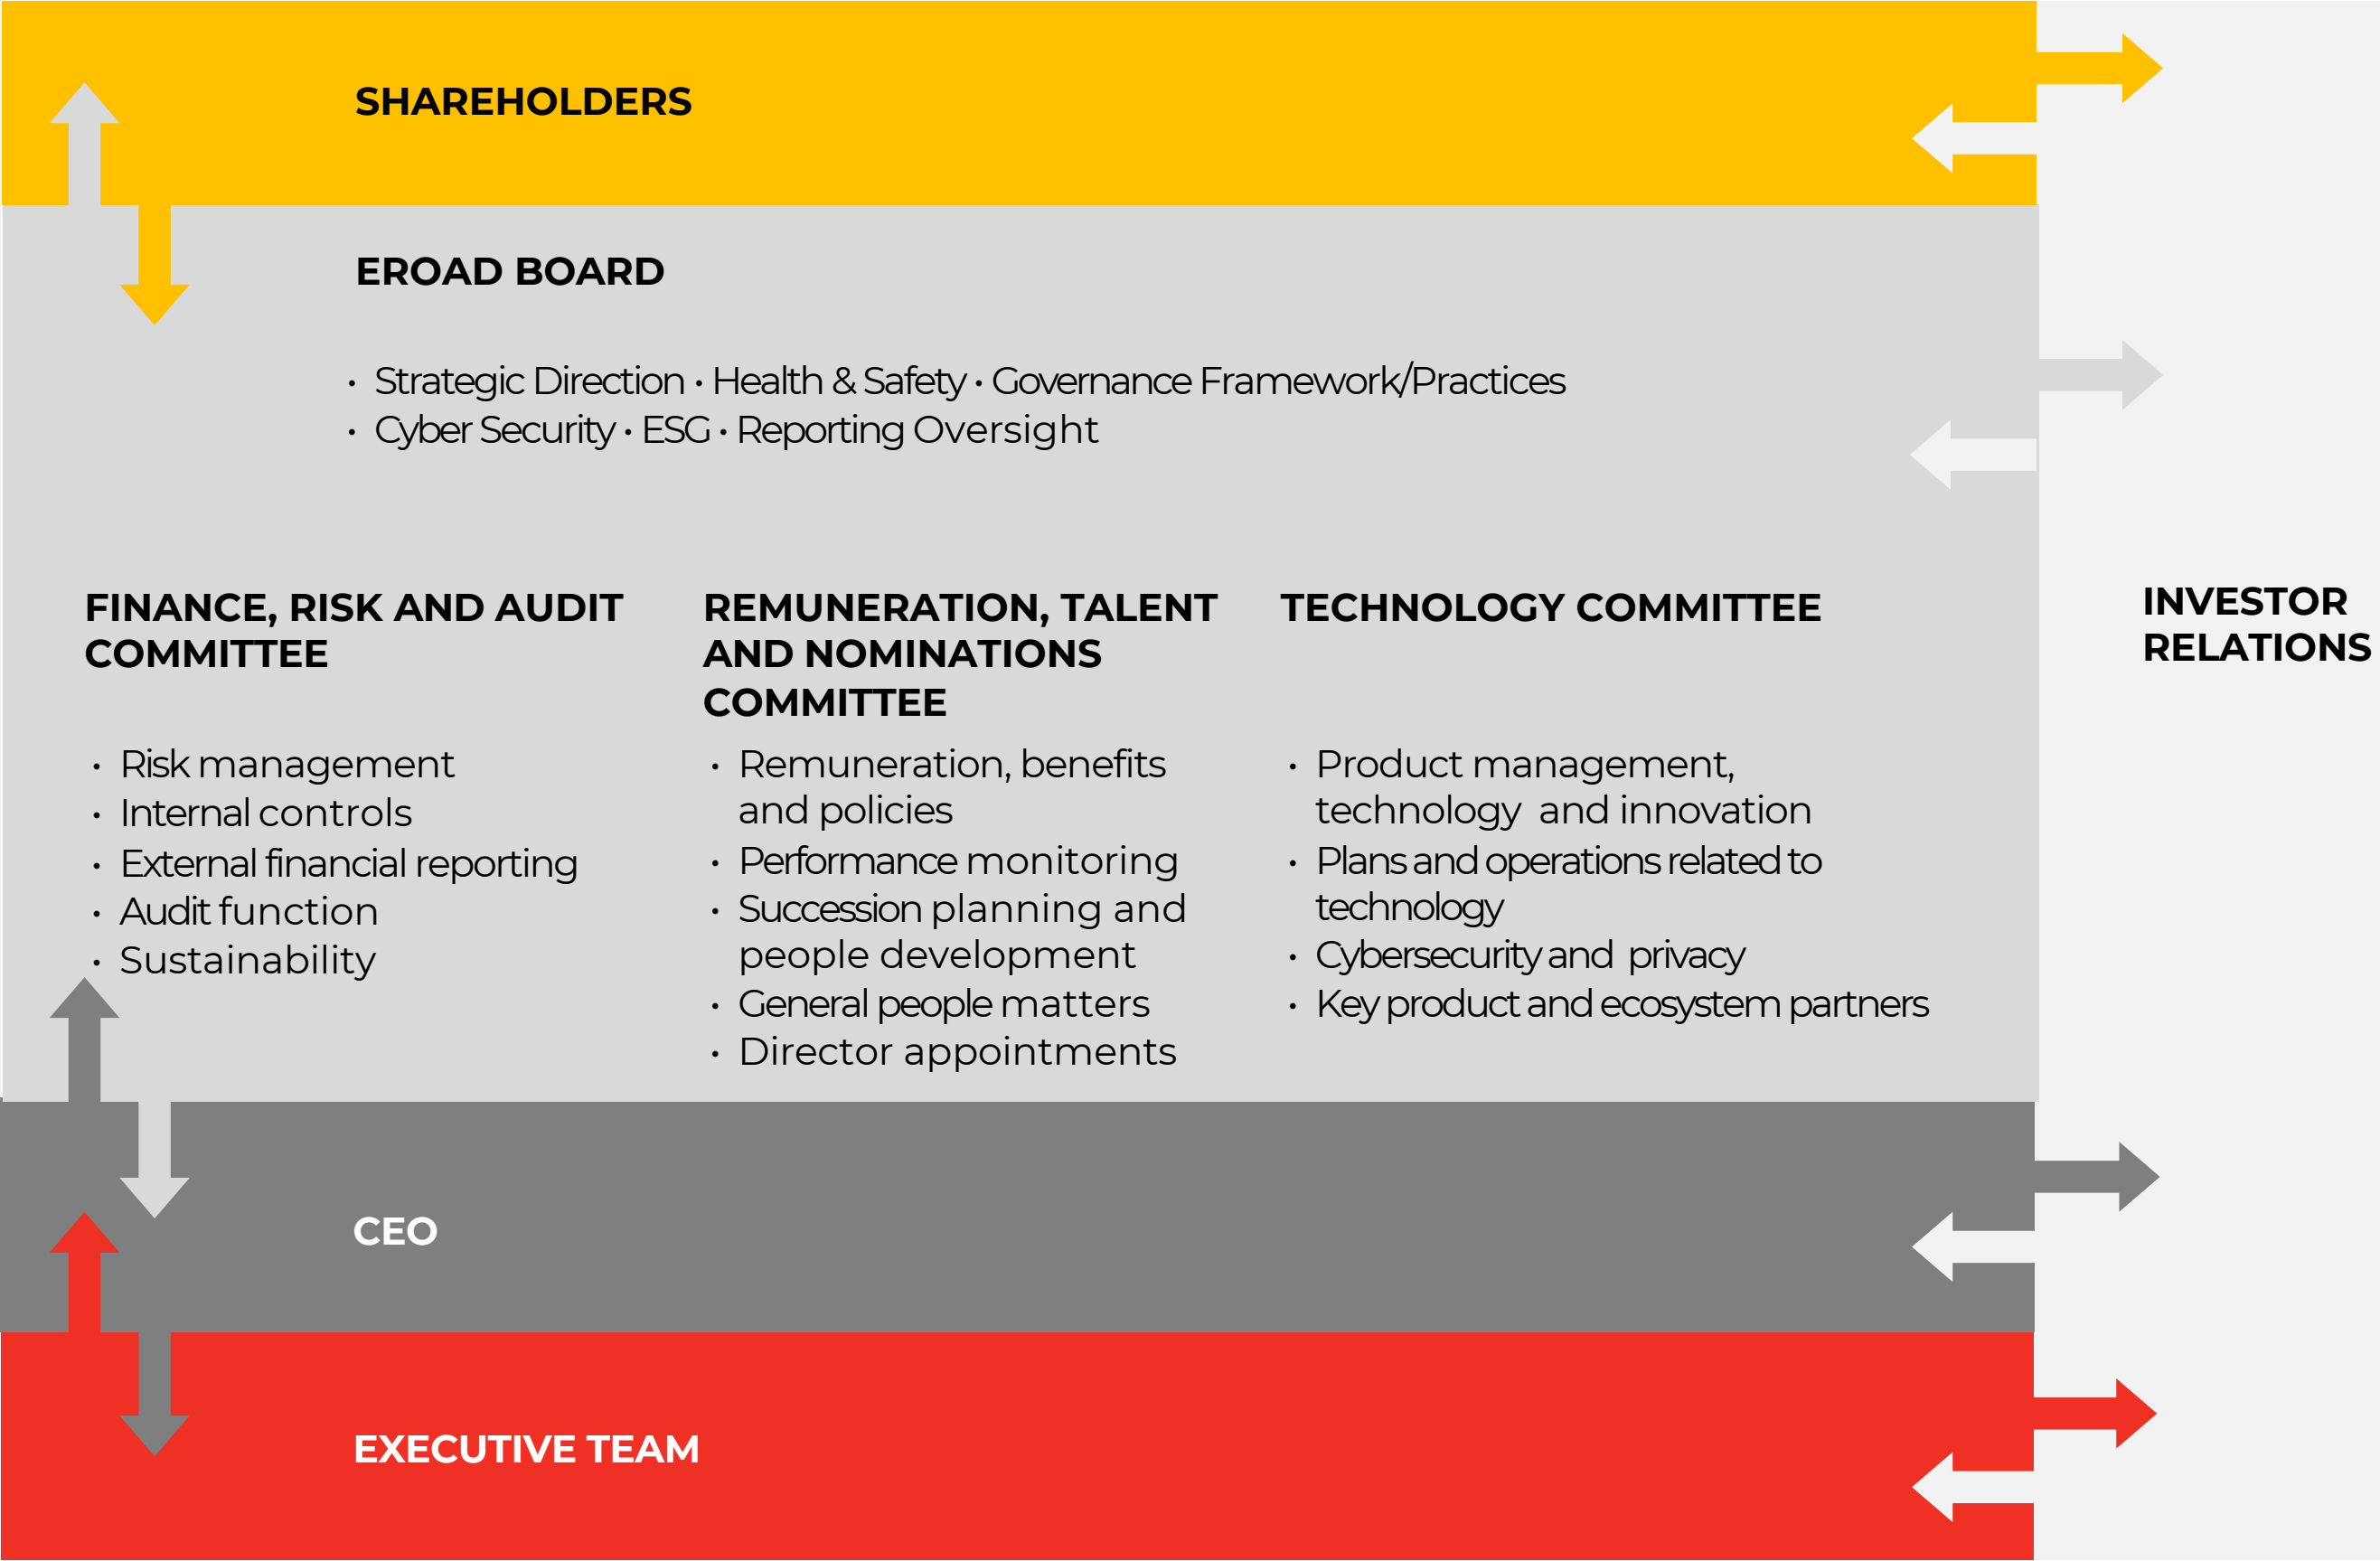 SHAREHOLDERS
EROAD BOARD
• Strategic Direction • Health & Safety • Governance Framework/Practices
• Cyber Security • ESG • Reporting Oversight
FINANCE, RISK AND AUDIT
COMMITTEE
• Risk management
• Internal controls
• External financial reporting
• Audit function
• Sustainability
REMUNERATION, TALENT
AND NOMINATIONS
COMMITTEE
• Remuneration, benefits
and policies
• Performance monitoring
• Succession planning and
people development
• General people matters
• Director appointments
TECHNOLOGY COMMITTEE
• Product management,
technology and innovation
• Plans and operations related to
technology
• Cybersecurity and privacy
• Key product and ecosystem partners
INVESTOR
RELATIONS
CEO
EXECUTIVE TEAM